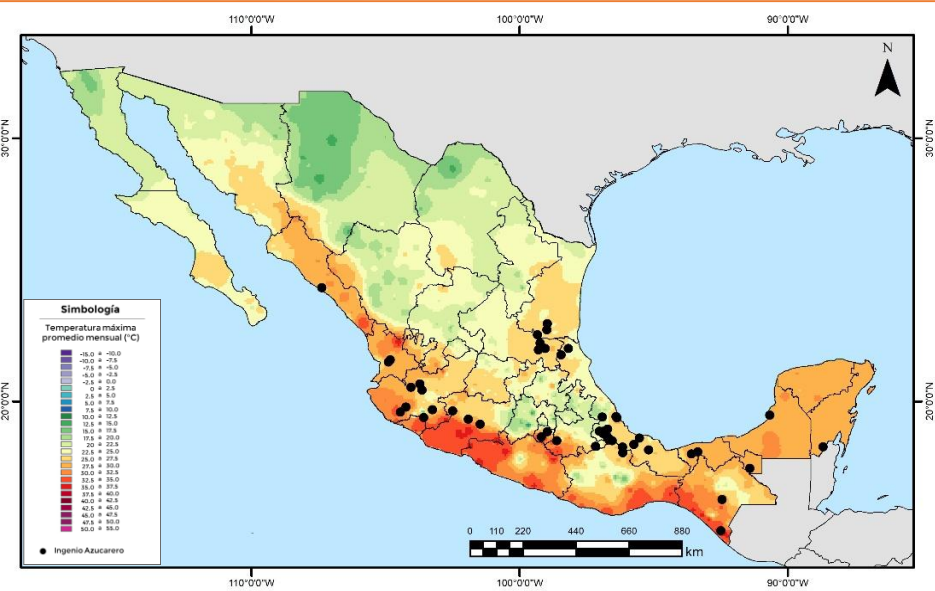 110°0'0"W 100°0'0"W 90°0'0"W
N
30°0'0"N 30°0'0"N
Simbología
Temperatura máxima
promedio mensual (°C)
-15.0 a -10.0
-10.0 a -7.5
-7.5 a -5.0
-5.0 a -2.5
-2.5 a 0.0
0 a 2.5
2.5 a 5.0
5.0 a 7.5
7.5 a 10.0
10.0 a 12.5
12.5 a 15.0
15.0 a 17.5
17.5 a 20.0
20 a 22.5
22.5 a 25.0
25.0 a 27.5
27.5 a 30.0
30.0 a 32.5
32.5 a 35.0
35.0 a 37.5
37.5 a 40.0
40.0 a 42.5
42.5 a 45.0
45.0 a 47.5
47.5 a 50.0
50.0 a 55.0
Ingenio Azucarero
20°0'0"N 20°0'0"N
0 110 220 440 660 880
km
110°0'0"W 100°0'0"W 90°0'0"W